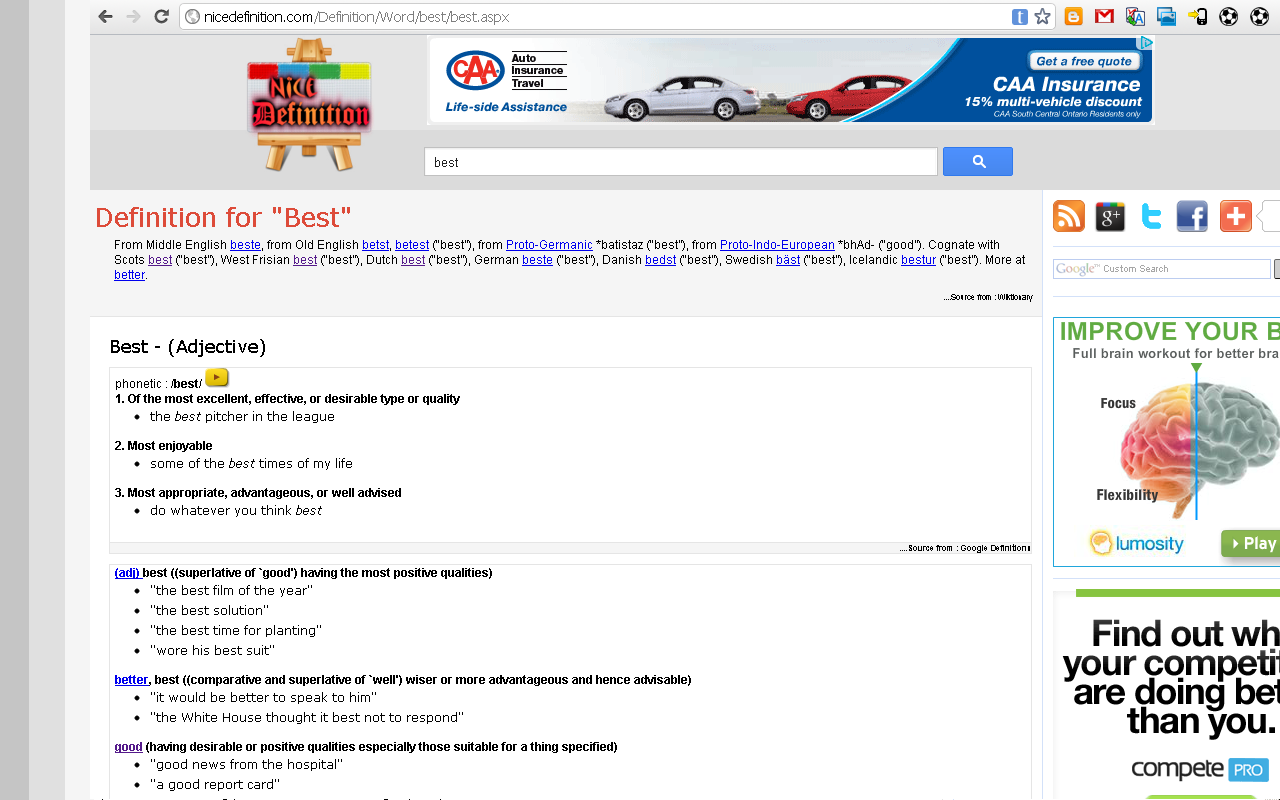 nicedefinition.com/Definition/Word/best/best.aspx
NiCE
Definition
CAA
Auto
Insurance
Travel
Life-side Assistance
Get a free quote
CAA Insurance
15% multi-vehicle discount
CAA South Central Ontario Residents only
best
Definition for "Best"
From Middle English beste, from Old English betst, betest ("best"), from Proto-Germanic *batistaz ("best"), from Proto-Indo-European *bhAd- ("good"). Cognate with
Scots best ("best"), West Frisian best ("best"), Dutch best ("best"), German beste ("best"), Danish bedst ("best"), Swedish bäst ("best"), Icelandic bestur ("best"). More at
better.
....Source from : Wiktionary
Best - (Adjective)
phonetic : /best/
1. Of the most excellent, effective, or desirable type or quality
• the best pitcher in the league
2. Most enjoyable
• some of the best times of my life
3. Most appropriate, advantageous, or well advised
• do whatever you think best
....Source from : Google Definitions
(adj) best ((superlative of `good') having the most positive qualities)
• "the best film of the year"
• "the best solution"
• "the best time for planting"
• "wore his best suit"
better, best ((comparative and superlative of `well') wiser or more advantageous and hence advisable)
• "it would be better to speak to him"
• "the White House thought it best not to respond"
good (having desirable or positive qualities especially those suitable for a thing specified)
• "good news from the hospital"
• "a good report card"
g+
Google™ Custom Search
IMPROVE YOUR B
Full brain workout for better bra
Focus
Flexibility
lumosity
Play
Find out wh
your competit
are doing bet
than you.
compete PRO